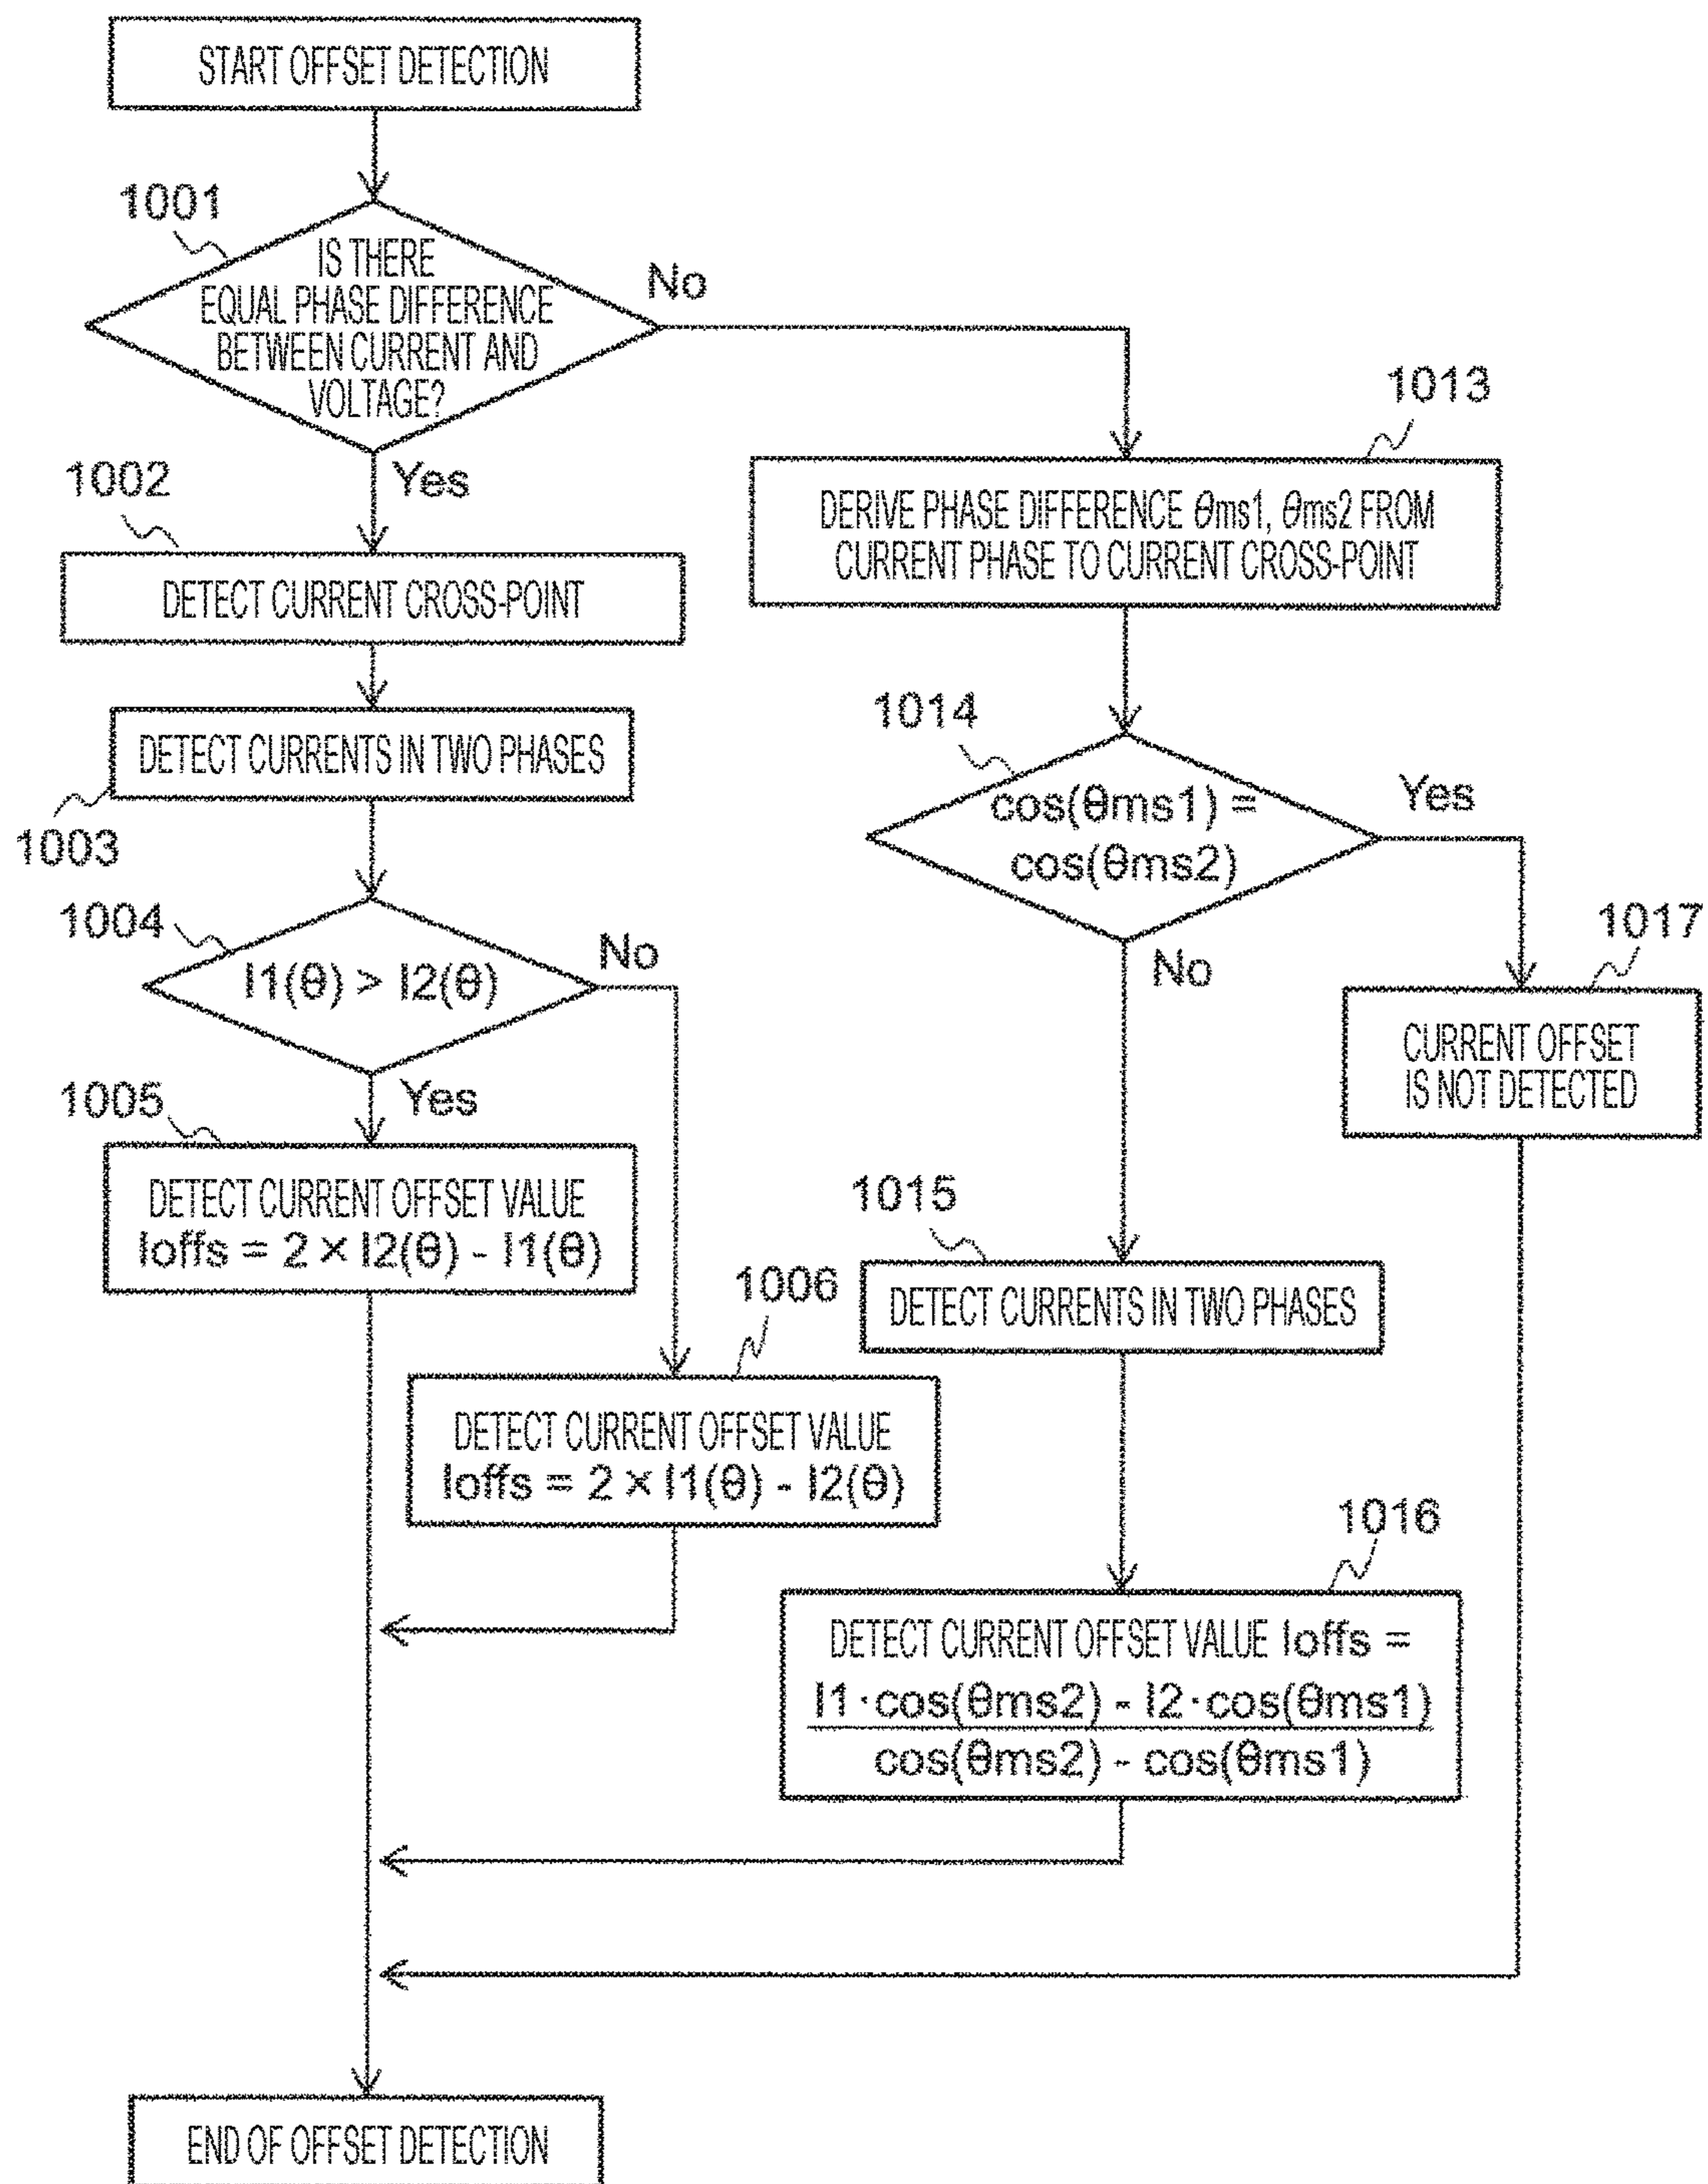 START OFFSET DETECTION
1001
IS THERE
EQUAL PHASE DIFFERENCE
BETWEEN CURRENT AND
VOLTAGE?
No
Yes
1002
DETECT CURRENT CROSS-POINT
DETECT CURRENTS IN TWO PHASES
1003
1004
I1(θ) > I2(θ)
No
Yes
1005
DETECT CURRENT OFFSET VALUE
Ioffs = 2 × I2(θ) - I1(θ)
1006
DETECT CURRENT OFFSET VALUE
Ioffs = 2 × I1(θ) - I2(θ)
1013
DERIVE PHASE DIFFERENCE θms1, θms2 FROM
CURRENT PHASE TO CURRENT CROSS-POINT
1014
cos(θms1) =
cos(θms2)
Yes
No
1017
CURRENT OFFSET
IS NOT DETECTED
1015
DETECT CURRENTS IN TWO PHASES
1016
DETECT CURRENT OFFSET VALUE Ioffs =
I1·cos(θms2) - I2·cos(θms1)
cos(θms2) - cos(θms1)
END OF OFFSET DETECTION